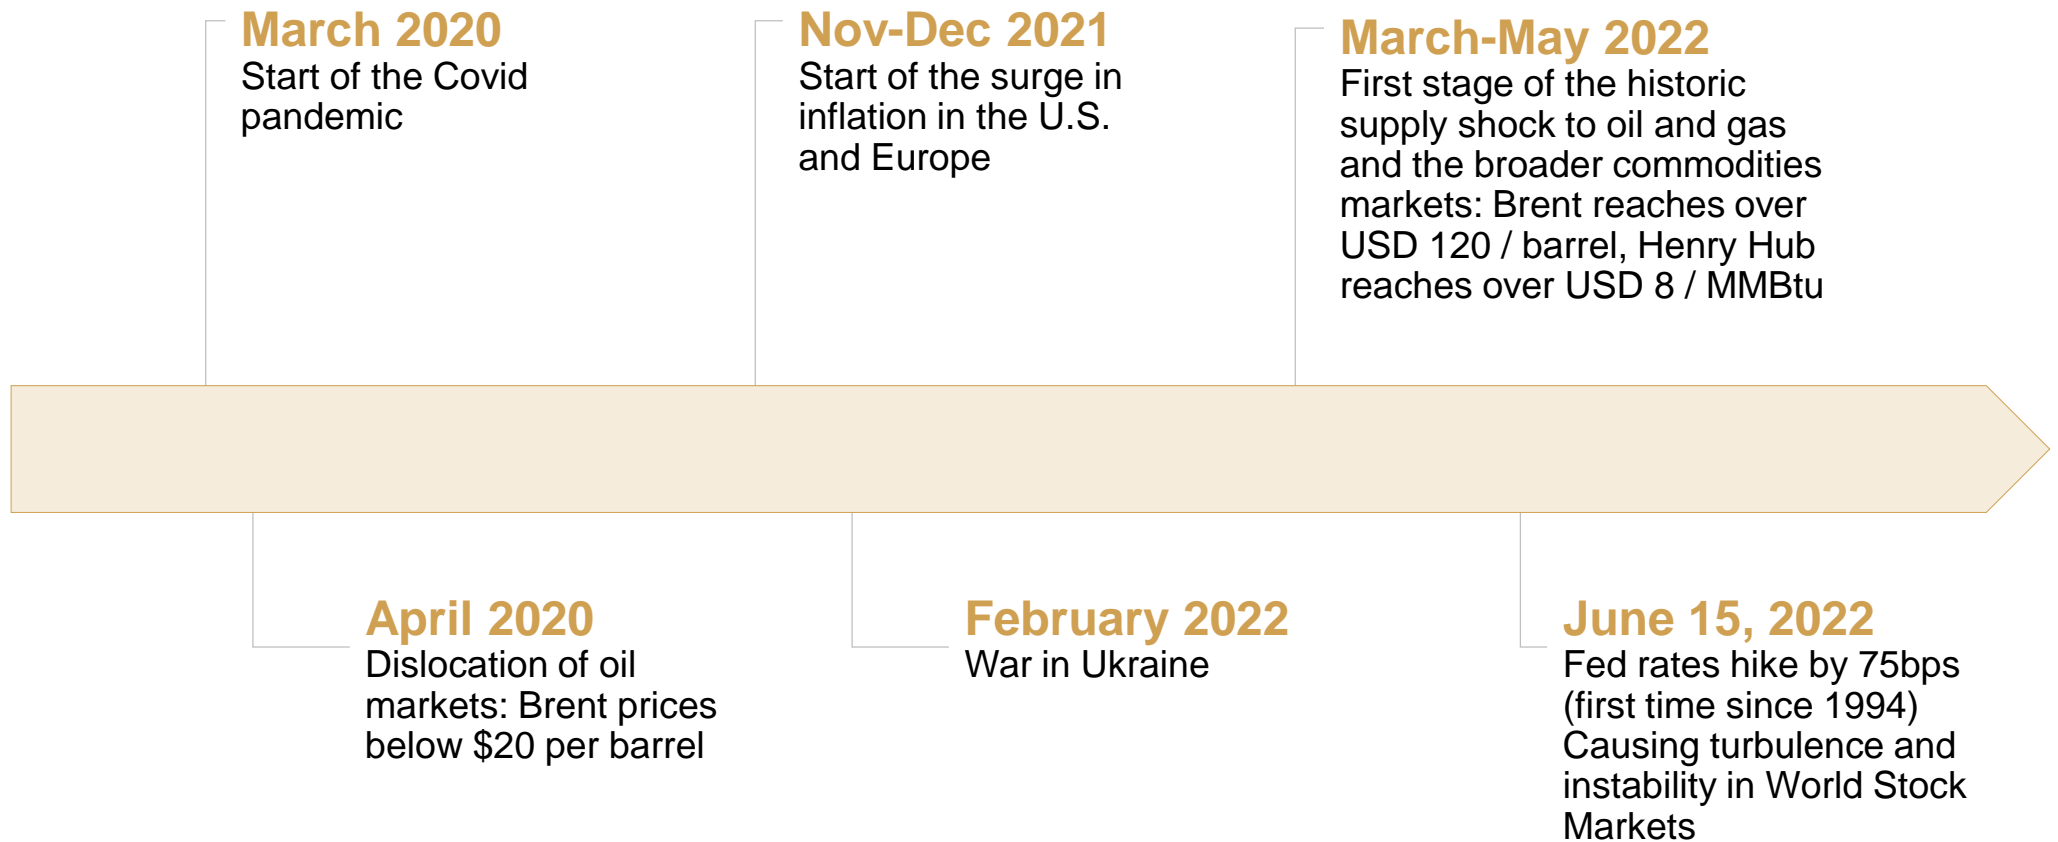 March 2020
Start of the Covid
pandemic
Nov-Dec 2021
Start of the surge in
inflation in the U.S.
and Europe
March-May 2022
First stage of the historic
supply shock to oil and gas
and the broader commodities
markets: Brent reaches over
USD 120 / barrel, Henry Hub
reaches over USD 8 / MMBtu
April 2020
Dislocation of oil
markets: Brent prices
below $20 per barrel
February 2022
War in Ukraine
June 15, 2022
Fed rates hike by 75bps
(first time since 1994)
Causing turbulence and
instability in World Stock
Markets